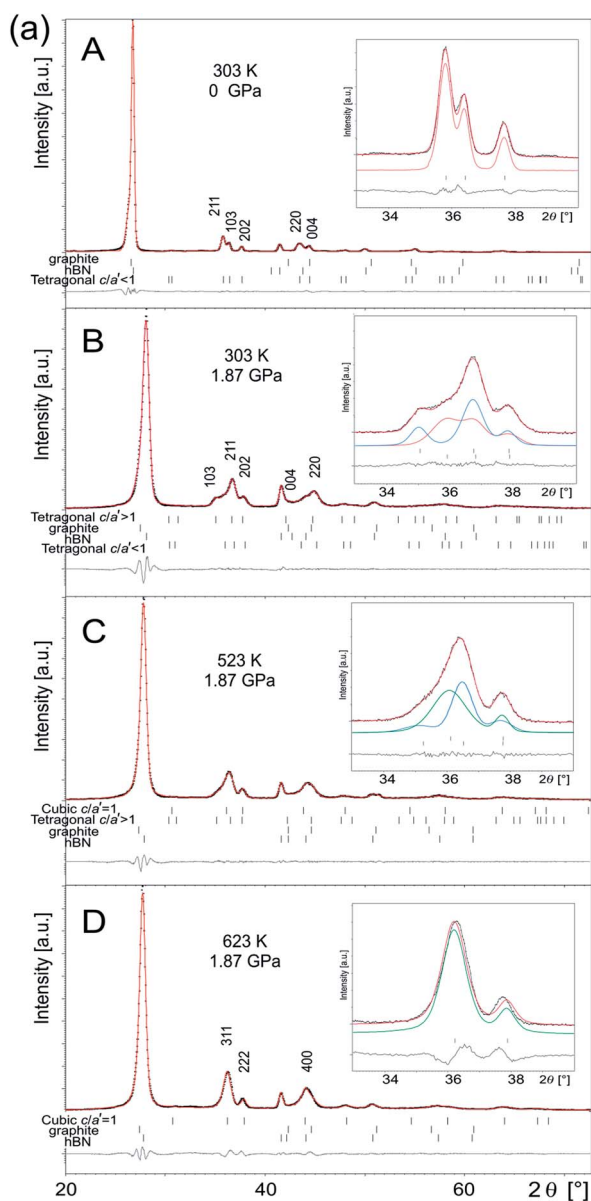 (a)
A
303 K
0 GPa
Intensity [a.u.]
211
103
202
220
004
Intensity [a.u.]
34 36 38 2θ [°]
graphite
hBN
Tetragonal c/a′<1
B
303 K
1.87 GPa
Intensity [a.u.]
103
211
202
004
220
Intensity [a.u.]
34 36 38 2θ [°]
Tetragonal c/a′>1
graphite
hBN
Tetragonal c/a′<1
C
523 K
1.87 GPa
Intensity [a.u.]
Intensity [a.u.]
34 36 38 2θ [°]
Cubic c/a′=1
Tetragonal c/a′>1
graphite
hBN
D
623 K
1.87 GPa
Intensity [a.u.]
311
222
400
Intensity [a.u.]
34 36 38 2θ [°]
Cubic c/a′=1
graphite
hBN
20 40 60 2θ [°]